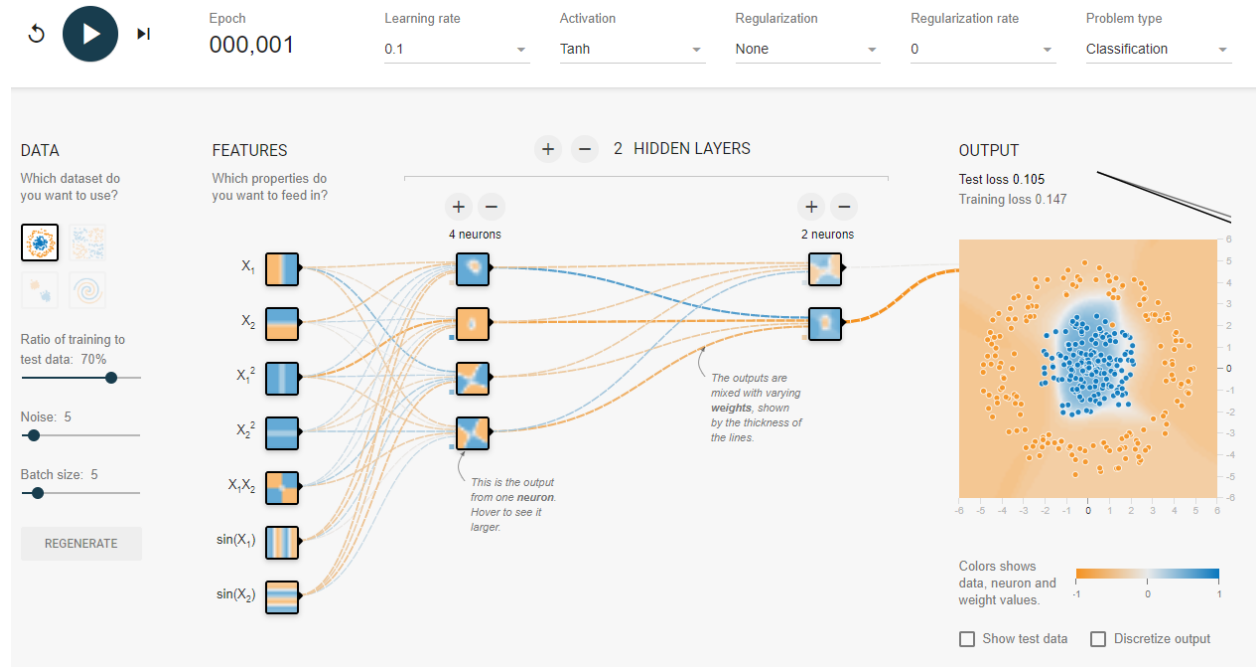 Epoch
000,001
Learning rate
0.1
Activation
Tanh
Regularization
None
Regularization rate
0
Problem type
Classification
DATA
Which dataset do
you want to use?
Ratio of training to
test data: 70%
Noise: 5
Batch size: 5
REGENERATE
FEATURES
Which properties do
you want to feed in?
X₁
X₂
X₁²
X₂²
X₁X₂
sin(X₁)
sin(X₂)
+ − 2 HIDDEN LAYERS
+ −
4 neurons
+ −
2 neurons
This is the output
from one neuron.
Hover to see it
larger.
The outputs are
mixed with varying
weights, shown
by the thickness of
the lines.
OUTPUT
Test loss 0.105
Training loss 0.147
6
5
4
3
2
1
0
-1
-2
-3
-4
-5
-6
-6 -5 -4 -3 -2 -1 0 1 2 3 4 5 6
Colors shows
data, neuron and
weight values.
-1 0 1
Show test data
Discretize output